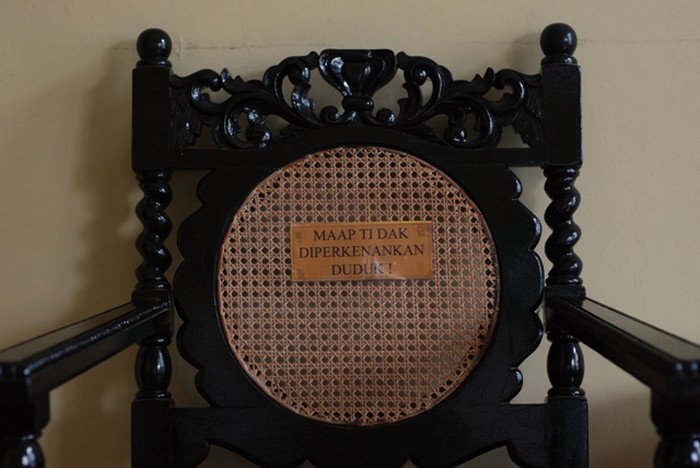 MAAP TI DAK
DIPERKENANKAN
DUDUK !